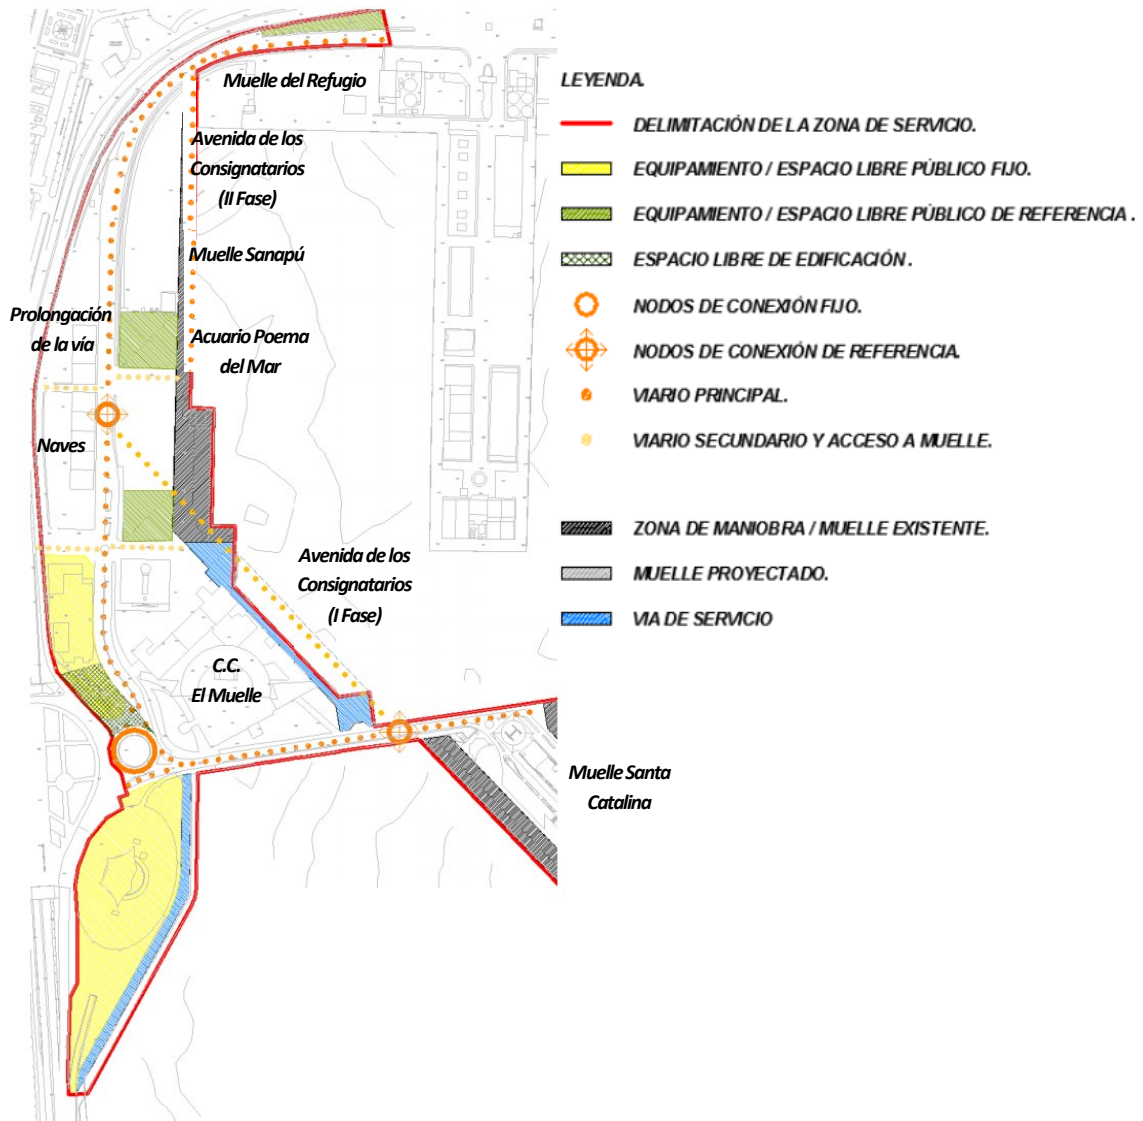 Muelle del Refugio
Avenida de los
Consignatarios
(II Fase)
Muelle Sanapú
Prolongación
de la vía
Acuario Poema
del Mar
Naves
Avenida de los
Consignatarios
(I Fase)
C.C.
El Muelle
Muelle Santa
Catalina
H
LEYENDA.
DELIMITACIÓN DE LA ZONA DE SERVICIO.
EQUIPAMIENTO / ESPACIO LIBRE PÚBLICO FIJO.
EQUIPAMIENTO / ESPACIO LIBRE PÚBLICO DE REFERENCIA .
ESPACIO LIBRE DE EDIFICACIÓN .
NODOS DE CONEXIÓN FIJO.
NODOS DE CONEXIÓN DE REFERENCIA.
VIARIO PRINCIPAL.
VIARIO SECUNDARIO Y ACCESO A MUELLE.
ZONA DE MANIOBRA / MUELLE EXISTENTE.
MUELLE PROYECTADO.
VIA DE SERVICIO